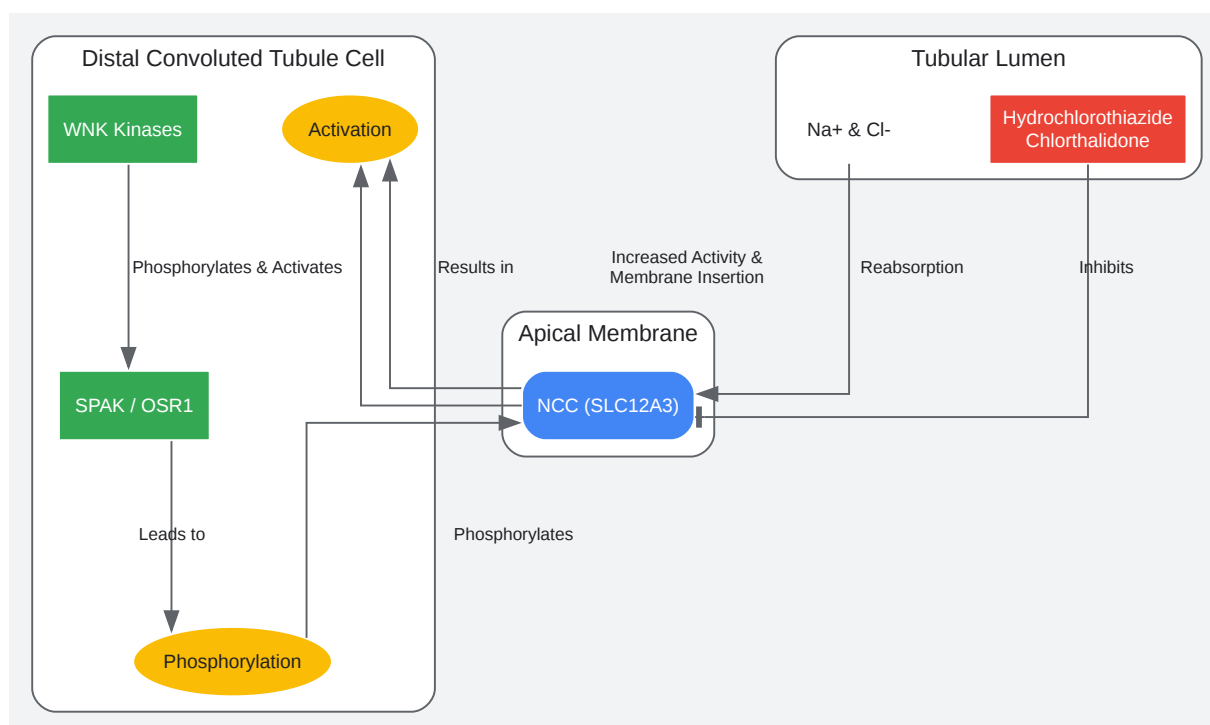 Distal Convoluted Tubule Cell
Tubular Lumen
WNK Kinases
Activation
Na+ & Cl-
Hydrochlorothiazide
Chlorthalidone
Phosphorylates & Activates
Results in
Increased Activity &
Membrane Insertion
Reabsorption
Inhibits
Apical Membrane
SPAK / OSR1
NCC (SLC12A3)
Leads to
Phosphorylates
Phosphorylation